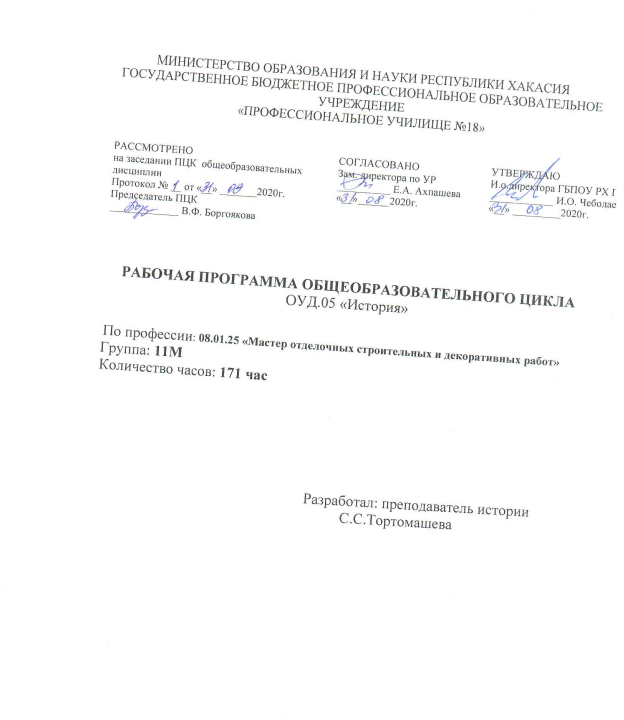 МИНИСТЕРСТВО ОБРАЗОВАНИЯ И НАУКИ РЕСПУБЛИКИ ХАКАСИЯ
ГОСУДАРСТВЕННОЕ БЮДЖЕТНОЕ ПРОФЕССИОНАЛЬНОЕ ОБРАЗОВАТЕЛЬНОЕ
УЧРЕЖДЕНИЕ
«ПРОФЕССИОНАЛЬНОЕ УЧИЛИЩЕ №18»
РАССМОТРЕНО
на заседании ПЦК общеобразовательных
дисциплин
Протокол № 1 от «31» 08 2020г.
Председатель ПЦК
В.Ф. Боргоякова
СОГЛАСОВАНО
Зам. директора по УР
Е.А. Ахпашева
«31» 08 2020г.
УТВЕРЖДАЮ
И.о.директора ГБПОУ РХ П
И.О. Чеболае
«31» 08 2020г.
РАБОЧАЯ ПРОГРАММА ОБЩЕОБРАЗОВАТЕЛЬНОГО ЦИКЛА
ОУД.05 «История»
По профессии: 08.01.25 «Мастер отделочных строительных и декоративных работ»
Группа: 11М
Количество часов: 171 час
Разработал: преподаватель истории
С.С.Тортомашева